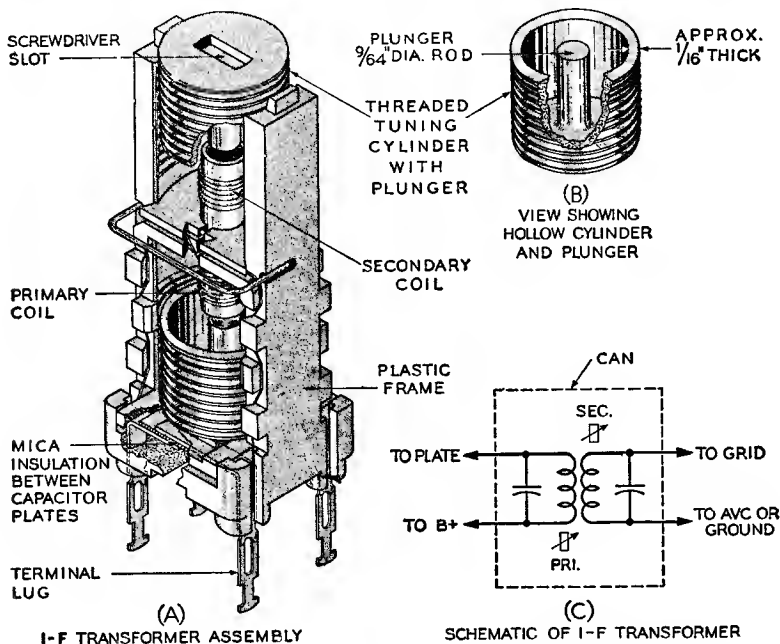 SCREWDRIVER
SLOT
PRIMARY
COIL
MICA
INSULATION
BETWEEN
CAPACITOR
PLATES
TERMINAL
LUG
THREADED
TUNING
CYLINDER
WITH
PLUNGER
SECONDARY
COIL
PLASTIC
FRAME
(A)
I-F TRANSFORMER ASSEMBLY
PLUNGER
9/64" DIA. ROD
APPROX.
1/16" THICK
(B)
VIEW SHOWING
HOLLOW CYLINDER
AND PLUNGER
CAN
SEC.
TO PLATE
TO GRID
TO B+
TO AVC OR
GROUND
PRI.
(C)
SCHEMATIC OF I-F TRANSFORMER